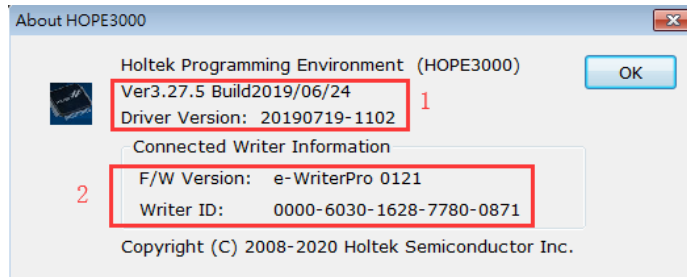 About HOPE3000
Holtek Programming Environment (HOPE3000)
OK
Ver3.27.5 Build2019/06/24
1
Driver Version: 20190719-1102
Connected Writer Information
2
F/W Version: e-WriterPro 0121
Writer ID: 0000-6030-1628-7780-0871
Copyright (C) 2008-2020 Holtek Semiconductor Inc.